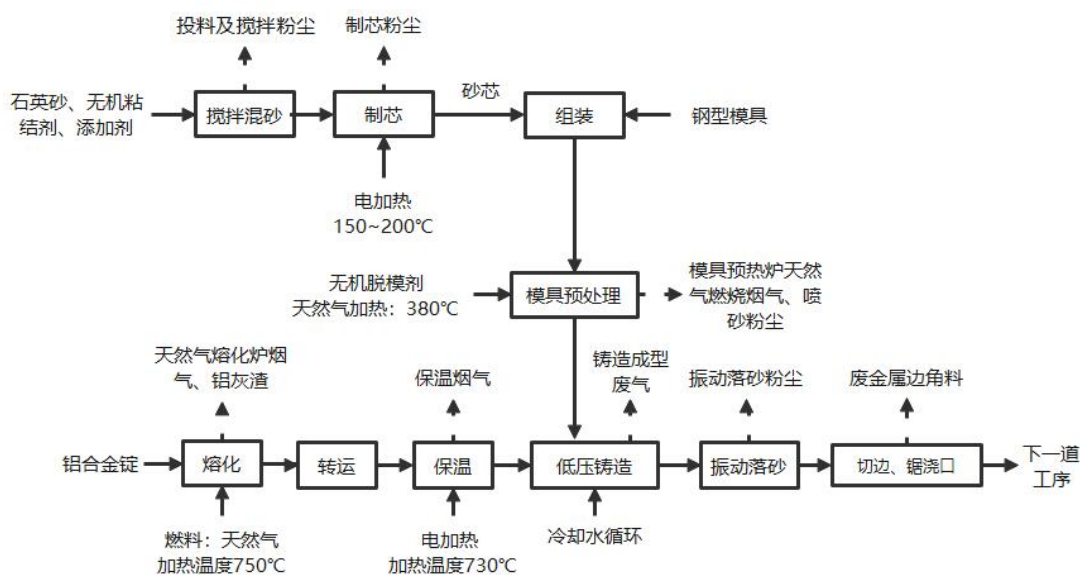 投料及搅拌粉尘
制芯粉尘
石英砂、无机粘
结剂、添加剂
搅拌混砂
制芯
砂芯
组装
钢型模具
电加热
150~200℃
无机脱模剂
天然气加热：380℃
模具预处理
模具预热炉天然
气燃烧烟气、喷
砂粉尘
天然气熔化炉烟
气、铝灰渣
保温烟气
铸造成型
废气
振动落砂粉尘
废金属边角料
铝合金锭
熔化
转运
保温
低压铸造
振动落砂
切边、锯浇口
下一道
工序
燃料：天然气
加热温度750℃
电加热
加热温度730℃
冷却水循环